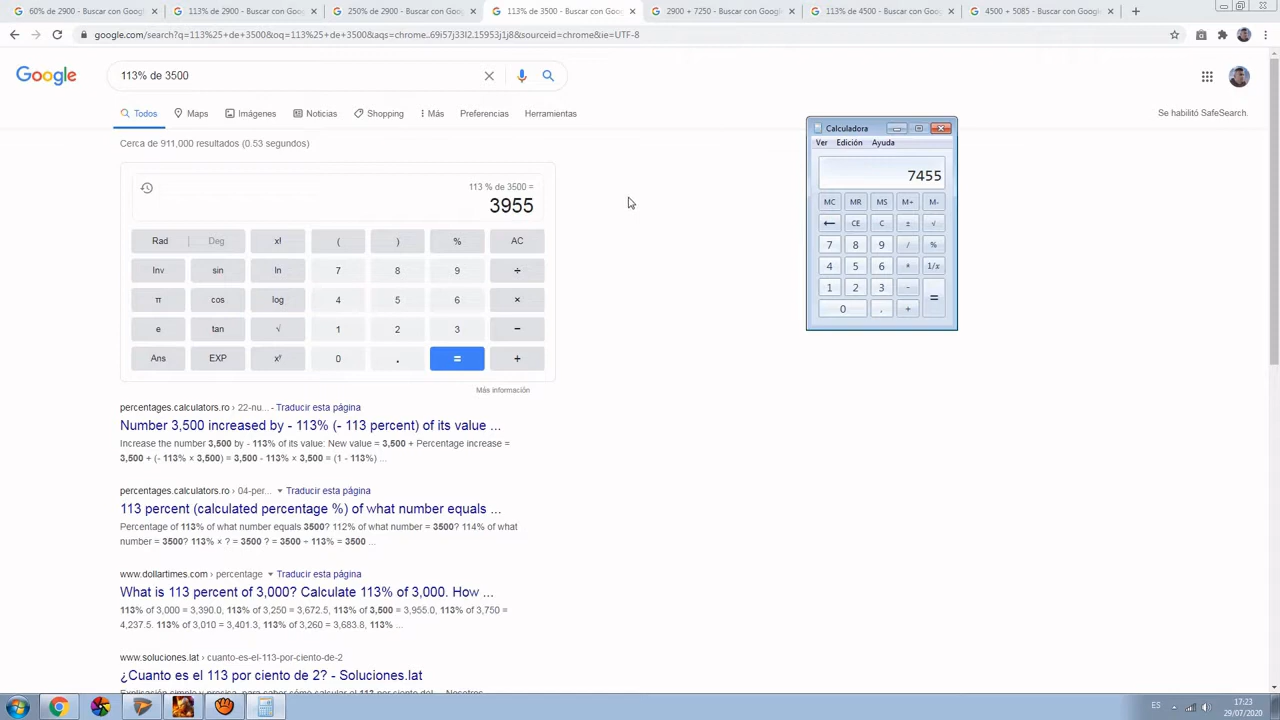 60% de 2900 - Buscar con Goog
113% de 2900 - Buscar con Goog
250% de 2900 - Buscar con Goog
113% de 3500 - Buscar con Goog
2900 + 7250 - Buscar con Google
113% de 4500 - Buscar con Goog
4500 + 5085 - Buscar con Google
google.com/search?q=113%25+de+3500&oq=113%25+de+3500&aqs=chrome..69i57j33l2.15953j1j8&sourceid=chrome&ie=UTF-8
Google
113% de 3500
Todos
Maps
Imágenes
Noticias
Shopping
Más
Preferencias
Herramientas
Se habilitó SafeSearch.
Cerca de 911,000 resultados (0.53 segundos)
113 % de 3500 =
3955
Rad Deg x! ( ) % AC
Inv sin ln 7 8 9 ÷
π cos log 4 5 6 ×
e tan √ 1 2 3 −
Ans EXP xʸ 0 . = +
Más información
Calculadora
Ver Edición Ayuda
7455
MC MR MS M+ M-
← CE C ± √
7 8 9 / %
4 5 6 * 1/x
1 2 3 - =
0 , +
percentages.calculators.ro › 22-nu... - Traducir esta página
Number 3,500 increased by - 113% (- 113 percent) of its value ...
Increase the number 3,500 by - 113% of its value: New value = 3,500 + Percentage increase =
3,500 + (- 113% × 3,500) = 3,500 - 113% × 3,500 = (1 - 113%) ...
percentages.calculators.ro › 04-per... Traducir esta página
113 percent (calculated percentage %) of what number equals ...
Percentage of 113% of what number equals 3500? 112% of what number = 3500? 114% of what
number = 3500? 113% × ? = 3500 ? = 3500 ÷ 113% = 3500 ...
www.dollartimes.com › percentage Traducir esta página
What is 113 percent of 3,000? Calculate 113% of 3,000. How ...
113% of 3,000 = 3,390.0, 113% of 3,250 = 3,672.5, 113% of 3,500 = 3,955.0, 113% of 3,750 =
4,237.5. 113% of 3,010 = 3,401.3, 113% of 3,260 = 3,683.8, 113% ...
www.soluciones.lat › cuanto-es-el-113-por-ciento-de-2
¿Cuanto es el 113 por ciento de 2? - Soluciones.lat
ES
17:23
29/07/2020